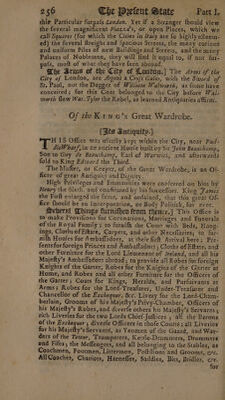 256 The Present State Part I.
this Particular surpass London. Yet if a Stranger should view
the several magnificent Piazza's, or open Places, which we
call Squares (for which the Cities in Italy are so highly esteem-
ed) the several streight and spacious Streets, the many
and uniform Piles of new Buildings and Streets, and the many
Palaces of Noblemen, they will find it equal to, if not sur-
pass, most of what they have seen abroad.
The Arms of the City of London.] The Arms of the
City of London, are Argent a Cross Gules, with the Sword of
St. Paul, not the Dagger of William Walworth, as some have
conceited; for this Coat belonged to the City before Wal-
worth slew Wat Tyler the Rebel, as learned Antiquaries affirm.
Of the KING's Great Wardrobe.
[Its Antiquity.]
THIS Office was usually kept within the City, near Pud-
dle-Wharf, in an ancient House built by Sir John Beauchamp,
Son to Guy de Beauchamp, Earl of Warwick, and afterwards
sold to King Edward the Third.
The Master, or Keeper, of the Great Wardrobe, is an Of-
ficer of great Antiquity and Dignity.
High Privileges and Immunities were conferred on him by
Henry the Sixth, and confirmed by his Successors. King James
the First enlarged the same, and ordained, that this great Of-
fice should be an Incorporation, or Body Politick, for ever.
Several Things furnished from thence.] This Office is
to make Provisions for Coronations, Marriages and Funerals
of the Royal Family; to furnish the Court with Beds, Hang-
ings, Cloths of Estate, Carpets, and other Necessaries; to fur-
nish Houses for Ambassadors, at their first Arrival here; Pre-
sents for foreign Princes and Ambassadors; Cloths of Estate, and
other Furniture for the Lord Lieutenant of Ireland, and all his
Majesty's Ambassadors abroad; to provide all Robes for foreign
Knights of the Garter, Robes for the Knights of the Garter at
Home, and Robes and all other Furniture for the Officers of
the Garter; Coats for Kings, Heralds, and Pursuivants at
Arms; Robes for the Lord-Treasurer, Under-Treasurer and
Chancellor of the Exchequer, &c. Livery for the Lord-Cham-
berlain, Grooms of his Majesty's Privy-Chamber, Officers of
his Majesty's Robes, and diverse others his Majesty's Servants;
rich Liveries for the two Lords Chief Justices; all the Barons
of the Exchequer; diverse Officers in those Courts; all Liveries
for his Majesty's Servants, as Yeomen of the Guard, and War-
ders of the Tower, Trumpeters, Kettle-Drummers, Drummers
and Fifes; the Messengers, and all belonging to the Stables, as
Coachmen, Footmen, Littermen, Postilions and Grooms, &c.
All Coaches, Chariots, Harnesses, Saddles, Bits, Bridles, &c.
for